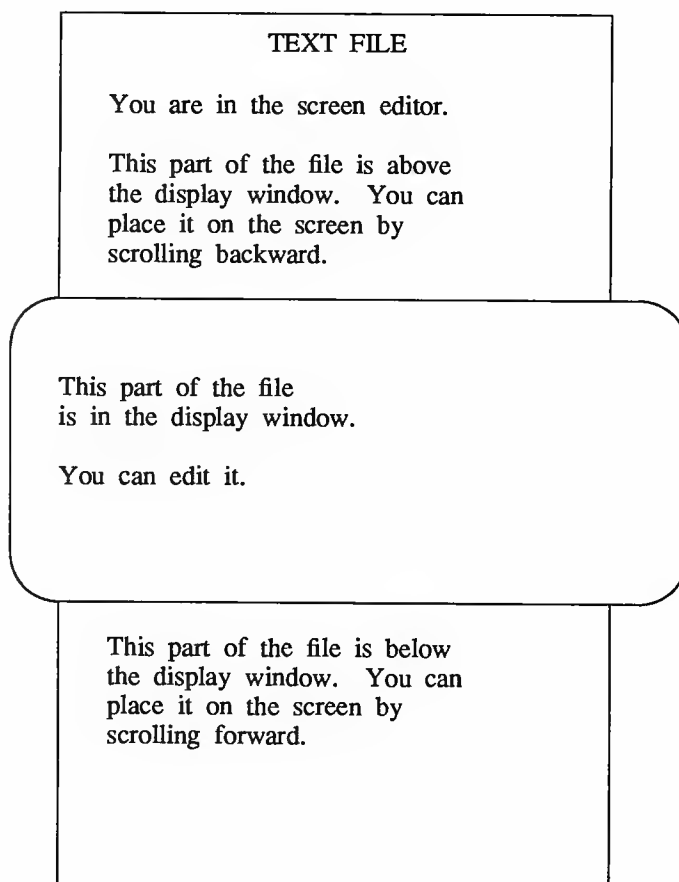 TEXT FILE
You are in the screen editor.
This part of the file is above
the display window. You can
place it on the screen by
scrolling backward.
This part of the file
is in the display window.
You can edit it.
This part of the file is below
the display window. You can
place it on the screen by
scrolling forward.